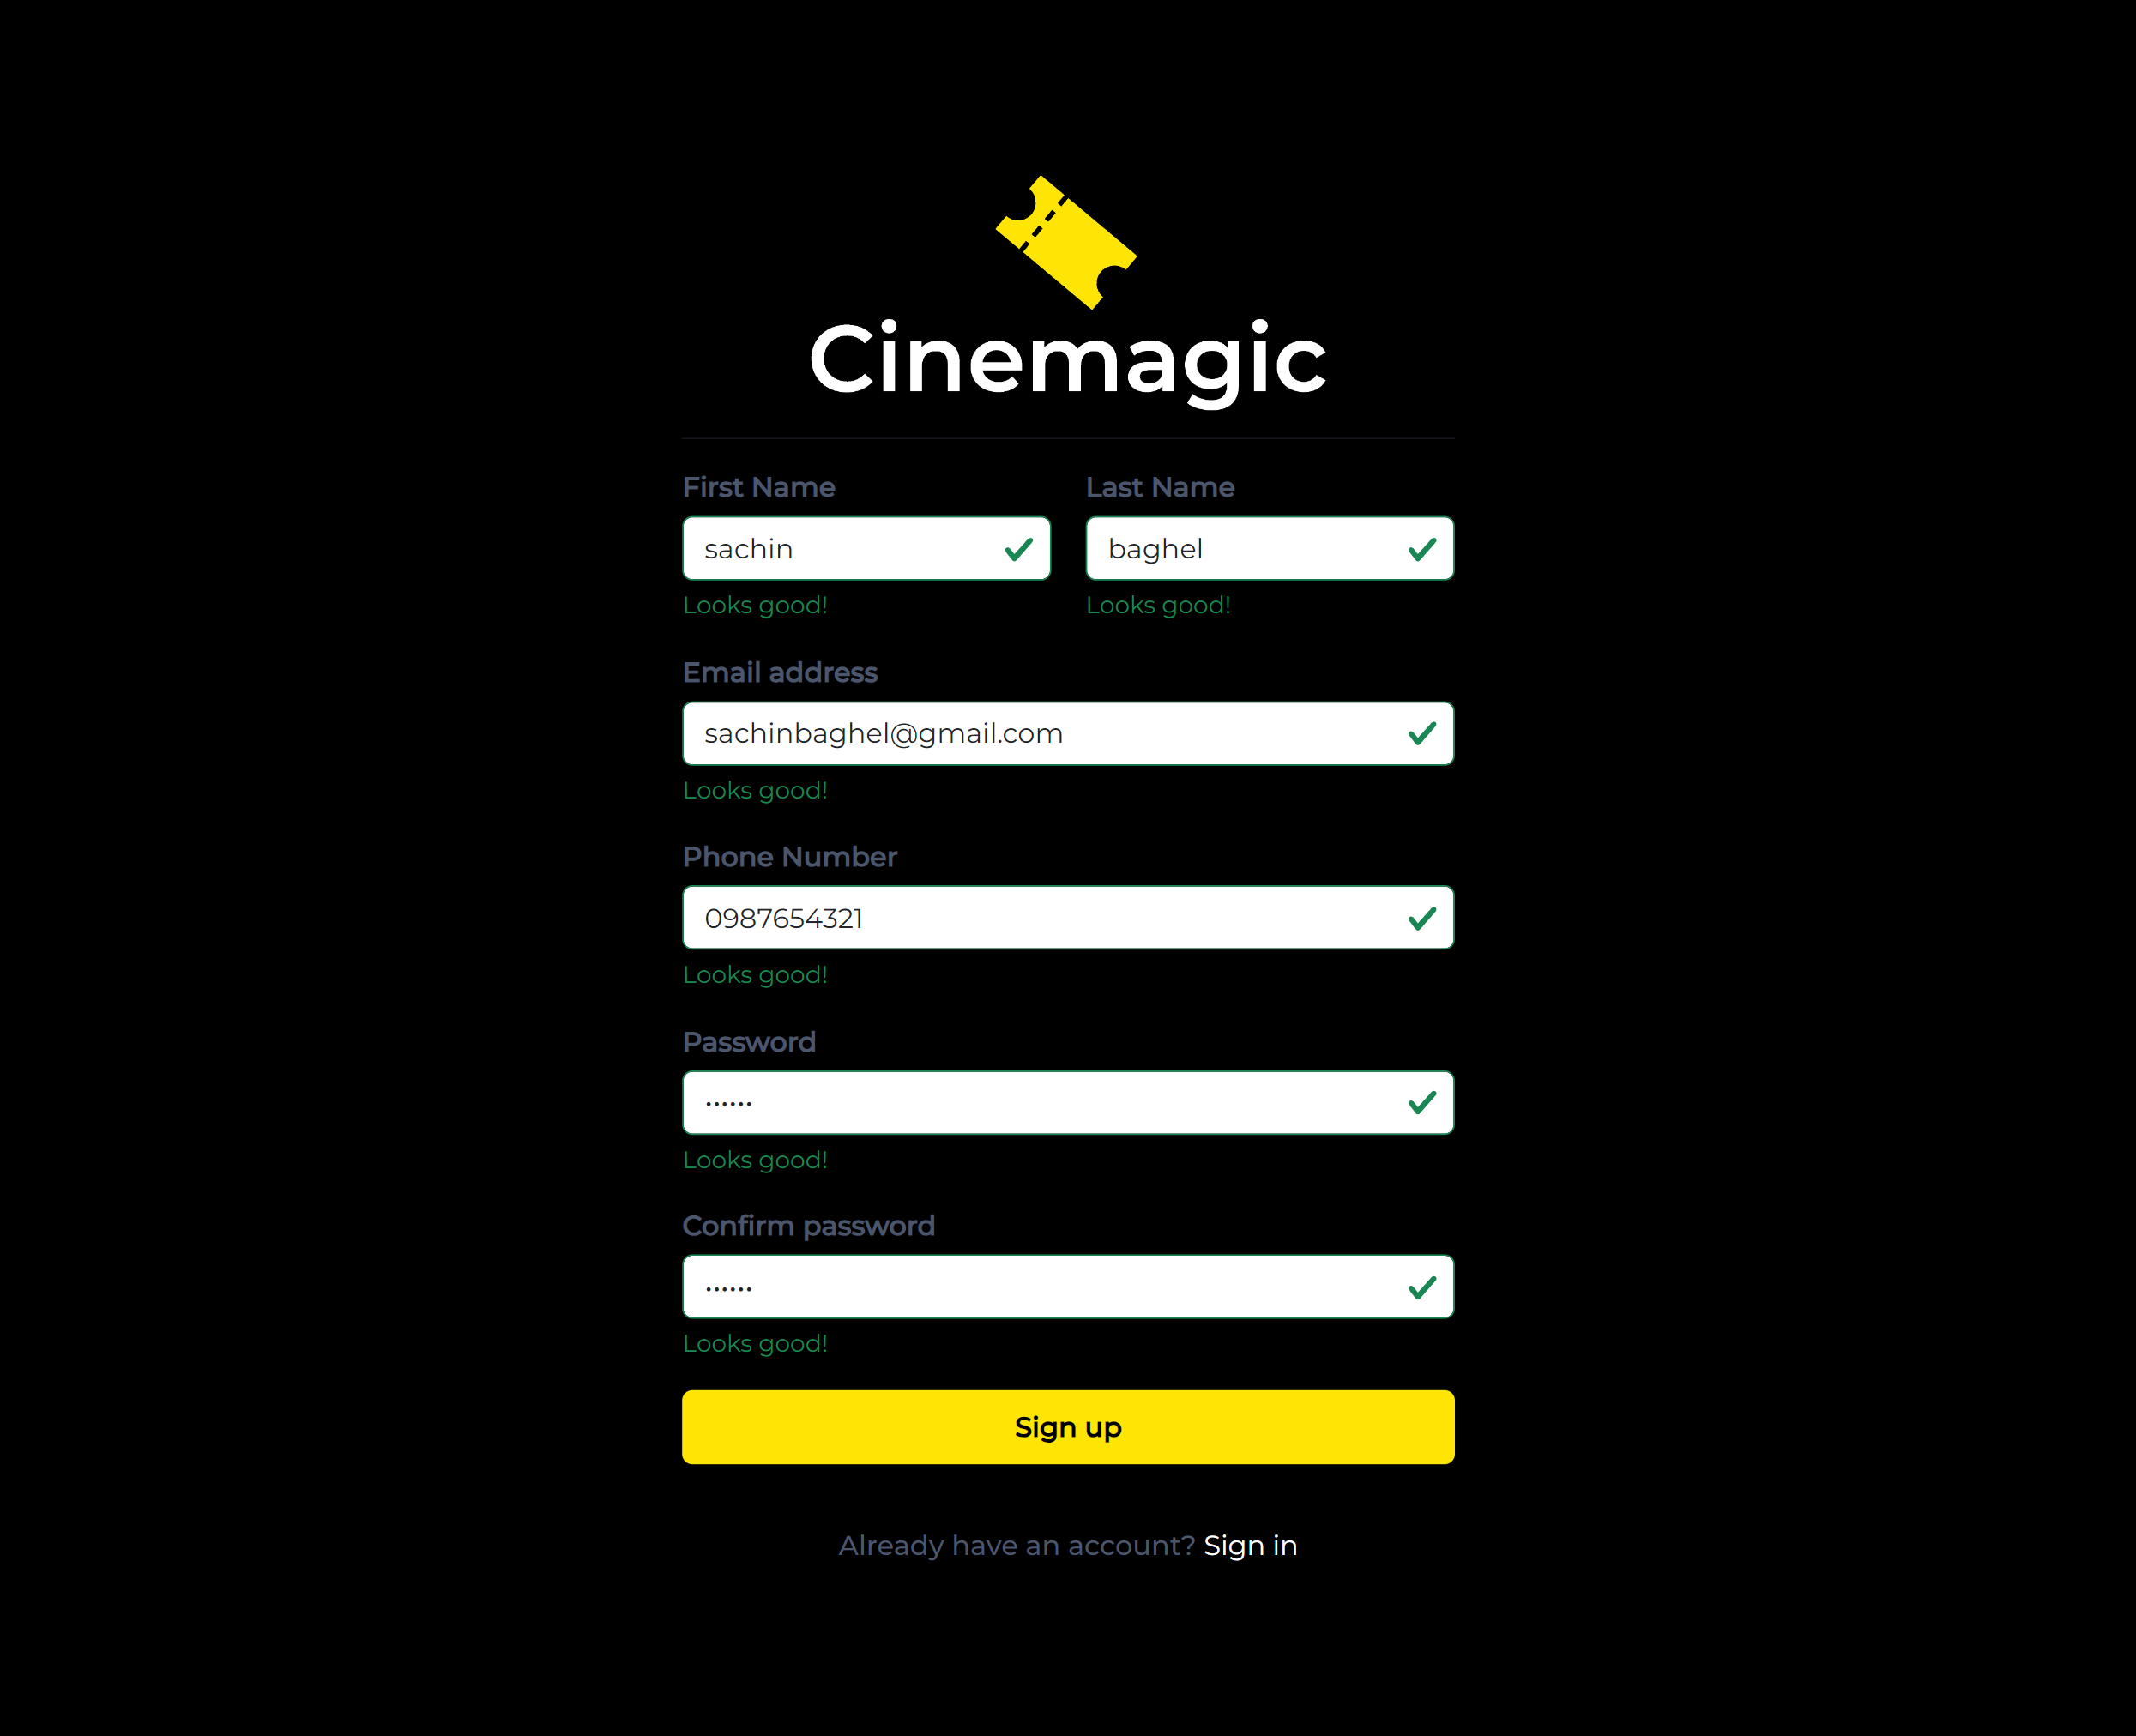 Cinemagic
First Name Last Name
sachin baghel
Looks good! Looks good!
Email address
sachinbaghel@gmail.com
Looks good!
Phone Number
0987654321
Looks good!
Password
······
Looks good!
Confirm password
······
Looks good!
Sign up
Already have an account? Sign in